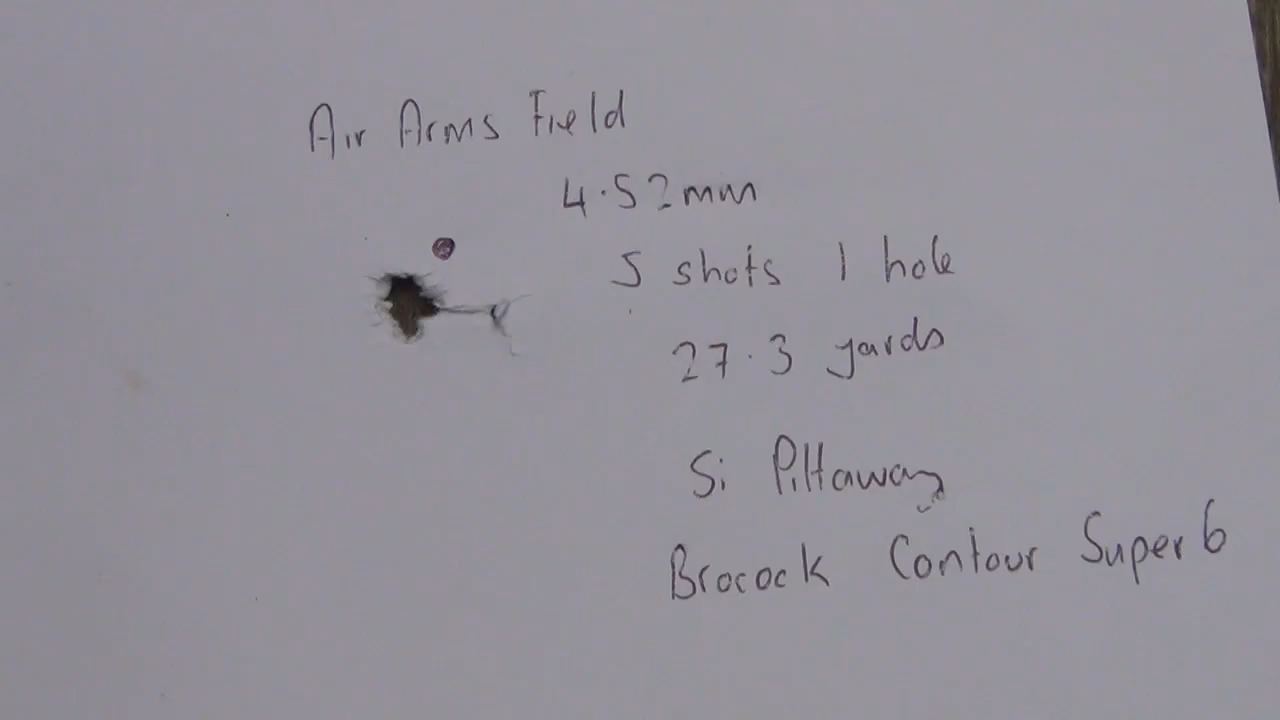 Air Arms Field
4.52mm
5 shots 1 hole
27.3 yards
Si Pittaway
Brocock Contour Super 6